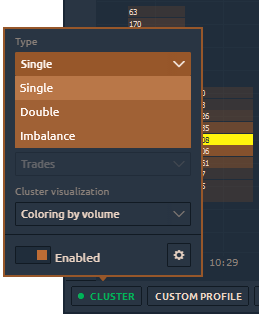 63
170
Type
Single
Single
Double
Imbalance
Trades
Cluster visualization
Coloring by volume
Enabled
10:29
CLUSTER
CUSTOM PROFILE